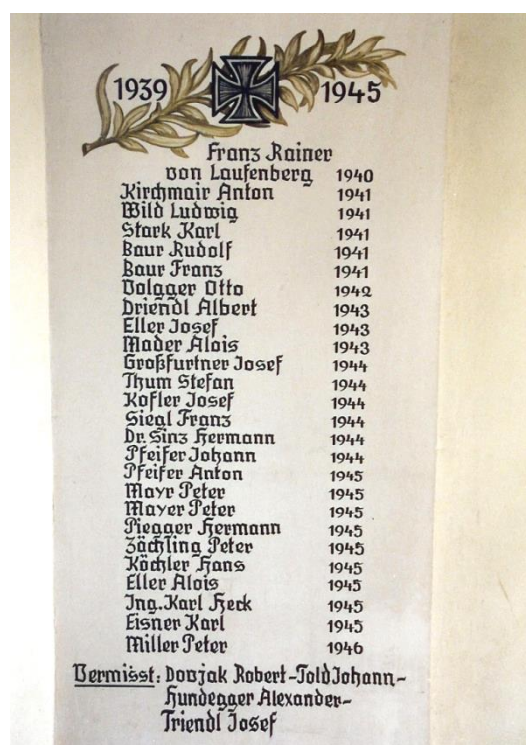 1939 1945
Franz Rainer
von Laufenberg 1940
Kirchmair Anton 1941
Wild Ludwig 1941
Stark Karl 1941
Baur Rudolf 1941
Baur Franz 1941
Volgger Otto 1942
Driendl Albert 1943
Eller Josef 1943
Mader Alois 1943
Großfurtner Josef 1944
Thum Stefan 1944
Kofler Josef 1944
Siegl Franz 1944
Dr. Sinz Hermann 1944
Pfeifer Johann 1944
Pfeifer Anton 1945
Mayr Peter 1945
Mayer Peter 1945
Piegger Hermann 1945
Zächling Peter 1945
Köchler Hans 1945
Eller Alois 1945
Ing. Karl Heck 1945
Eisner Karl 1945
Miller Peter 1946
Vermisst: Dovjak Robert-Told Johann-
Hundegger Alexander-
Triendl Josef